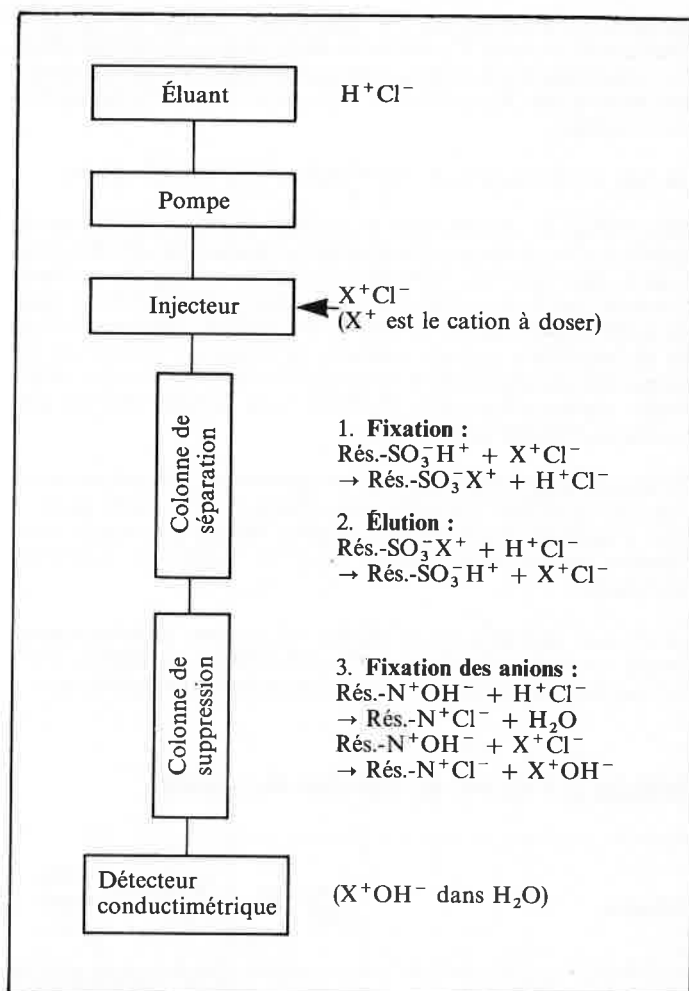 Éluant
H⁺Cl⁻
Pompe
Injecteur
X⁺Cl⁻
(X⁺ est le cation à doser)
Colonne de
séparation
1. Fixation :
Rés.-SO₃⁻H⁺ + X⁺Cl⁻
→ Rés.-SO₃⁻X⁺ + H⁺Cl⁻
2. Élution :
Rés.-SO₃⁻X⁺ + H⁺Cl⁻
→ Rés.-SO₃⁻H⁺ + X⁺Cl⁻
Colonne de
suppression
3. Fixation des anions :
Rés.-N⁺OH⁻ + H⁺Cl⁻
→ Rés.-N⁺Cl⁻ + H₂O
Rés.-N⁺OH⁻ + X⁺Cl⁻
→ Rés.-N⁺Cl⁻ + X⁺OH⁻
Détecteur
conductimétrique
(X⁺OH⁻ dans H₂O)